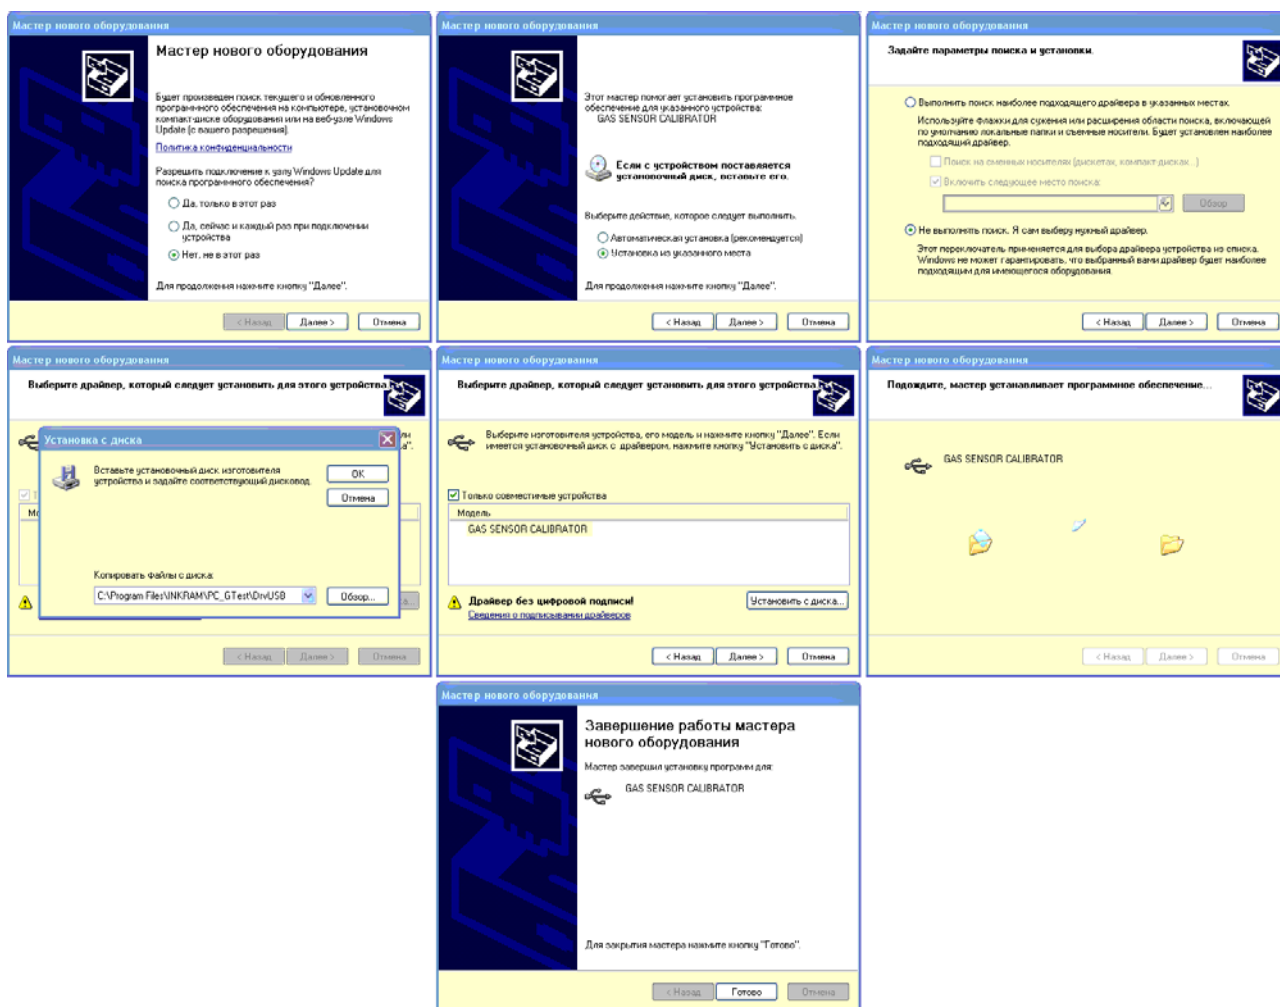 Мастер нового оборудования
Мастер нового оборудования
Будет произведен поиск текущего и обновленного
программного обеспечения на компьютере, установочном
компакт-диске оборудования или на веб-узле Windows
Update (с вашего разрешения).
Политика конфиденциальности
Разрешить подключение к узлу Windows Update для
поиска программного обеспечения?
Да, только в этот раз
Да, сейчас и каждый раз при подключении
устройства
Нет, не в этот раз
Для продолжения нажмите кнопку "Далее".
< Назад
Далее >
Отмена
Мастер нового оборудования
Этот мастер помогает установить программное
обеспечение для указанного устройства:
GAS SENSOR CALIBRATOR
Если с устройством поставляется
установочный диск, вставьте его.
Выберите действие, которое следует выполнить.
Автоматическая установка (рекомендуется)
Установка из указанного места
Для продолжения нажмите кнопку "Далее".
< Назад
Далее >
Отмена
Мастер нового оборудования
Задайте параметры поиска и установки.
Выполнить поиск наиболее подходящего драйвера в указанных местах.
Используйте флажки для сужения или расширения области поиска, включающей
по умолчанию локальные папки и съемные носители. Будет установлен наиболее
подходящий драйвер.
Поиск на сменных носителях (дискетах, компакт-дисках...)
Включить следующее место поиска:
Обзор
Не выполнять поиск. Я сам выберу нужный драйвер.
Этот переключатель применяется для выбора драйвера устройства из списка.
Windows не может гарантировать, что выбранный вами драйвер будет наиболее
подходящим для имеющегося оборудования.
< Назад
Далее >
Отмена
Мастер нового оборудования
Выберите драйвер, который следует установить для этого устройства.
Установка с диска
Вставьте установочный диск изготовителя
устройства и задайте соответствующий дисковод.
OK
Отмена
Копировать файлы с диска:
C:\Program Files\INKRAM\PC_GTest\DrvUSB
Обзор...
< Назад
Далее >
Отмена
Мастер нового оборудования
Выберите драйвер, который следует установить для этого устройства.
Выберите изготовителя устройства, его модель и нажмите кнопку "Далее". Если
имеется установочный диск с драйвером, нажмите кнопку "Установить с диска".
Только совместимые устройства
Модель
GAS SENSOR CALIBRATOR
Драйвер без цифровой подписи!
Сведения о подписывании драйверов
Установить с диска...
< Назад
Далее >
Отмена
Мастер нового оборудования
Подождите, мастер устанавливает программное обеспечение...
GAS SENSOR CALIBRATOR
< Назад
Далее >
Отмена
Мастер нового оборудования
Завершение работы мастера
нового оборудования
Мастер завершил установку программ для:
GAS SENSOR CALIBRATOR
Для закрытия мастера нажмите кнопку "Готово".
< Назад
Готово
Отмена